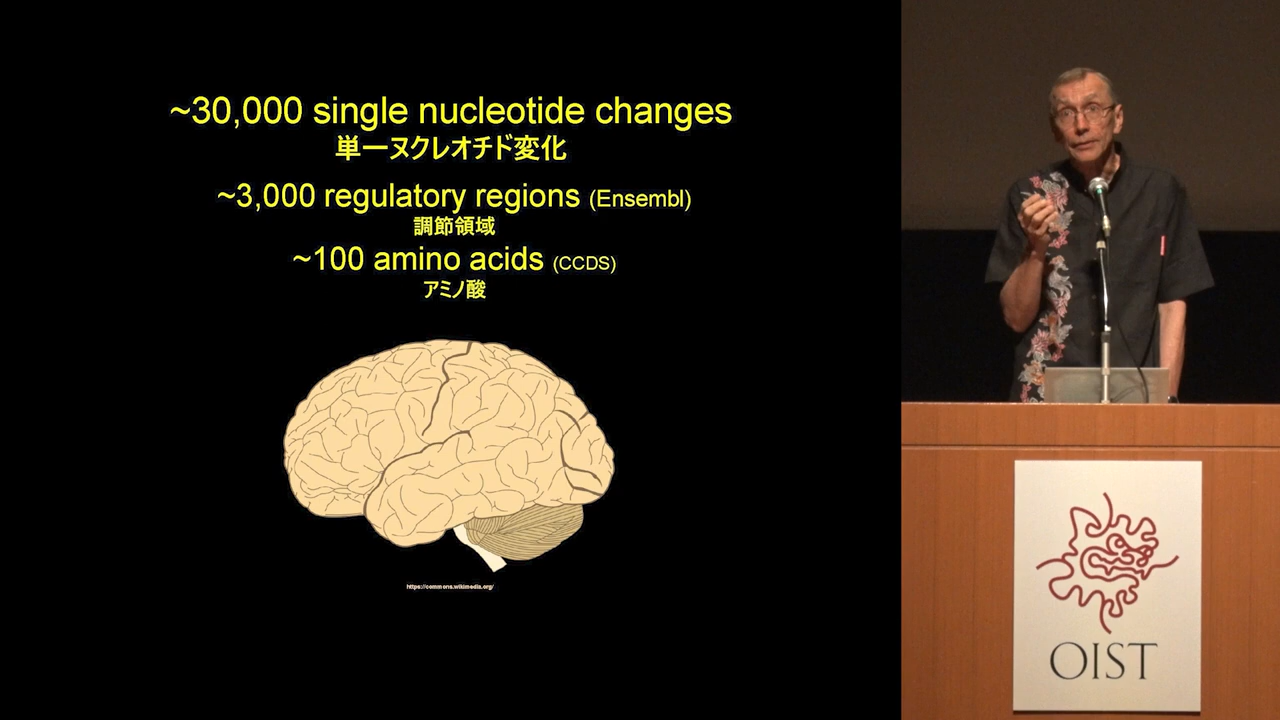 ~30,000 single nucleotide changes
単一ヌクレオチド変化
~3,000 regulatory regions (Ensembl)
調節領域
~100 amino acids (CCDS)
アミノ酸
https://commons.wikimedia.org/
OIST